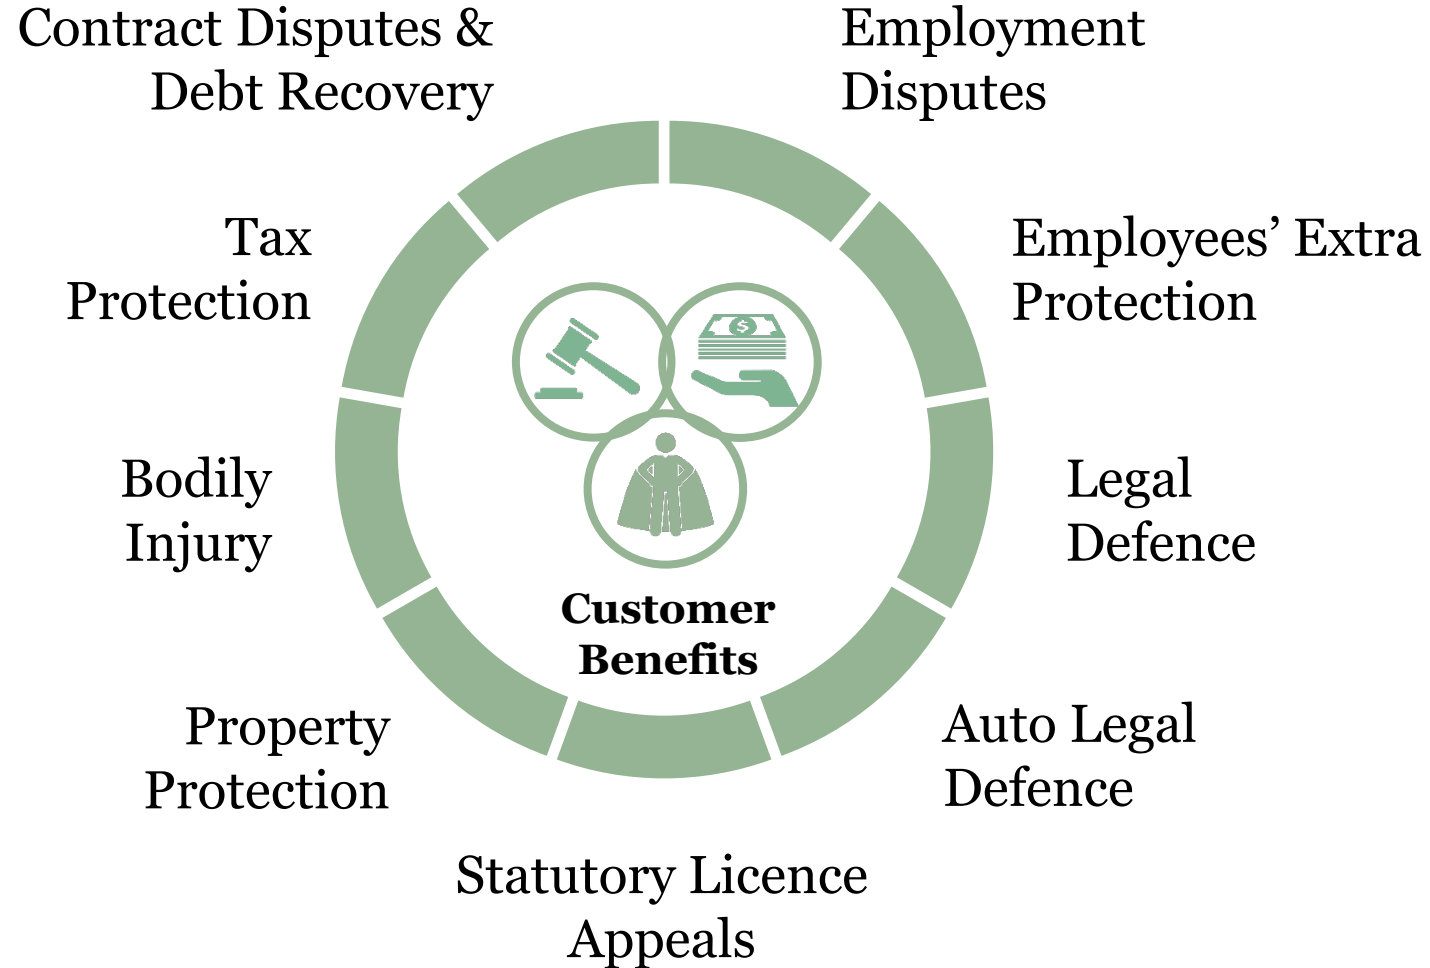 Contract Disputes &
Debt Recovery
Employment
Disputes
Tax
Protection
Employees’ Extra
Protection
Bodily
Injury
Legal
Defence
Customer
Benefits
Property
Protection
Auto Legal
Defence
Statutory Licence
Appeals